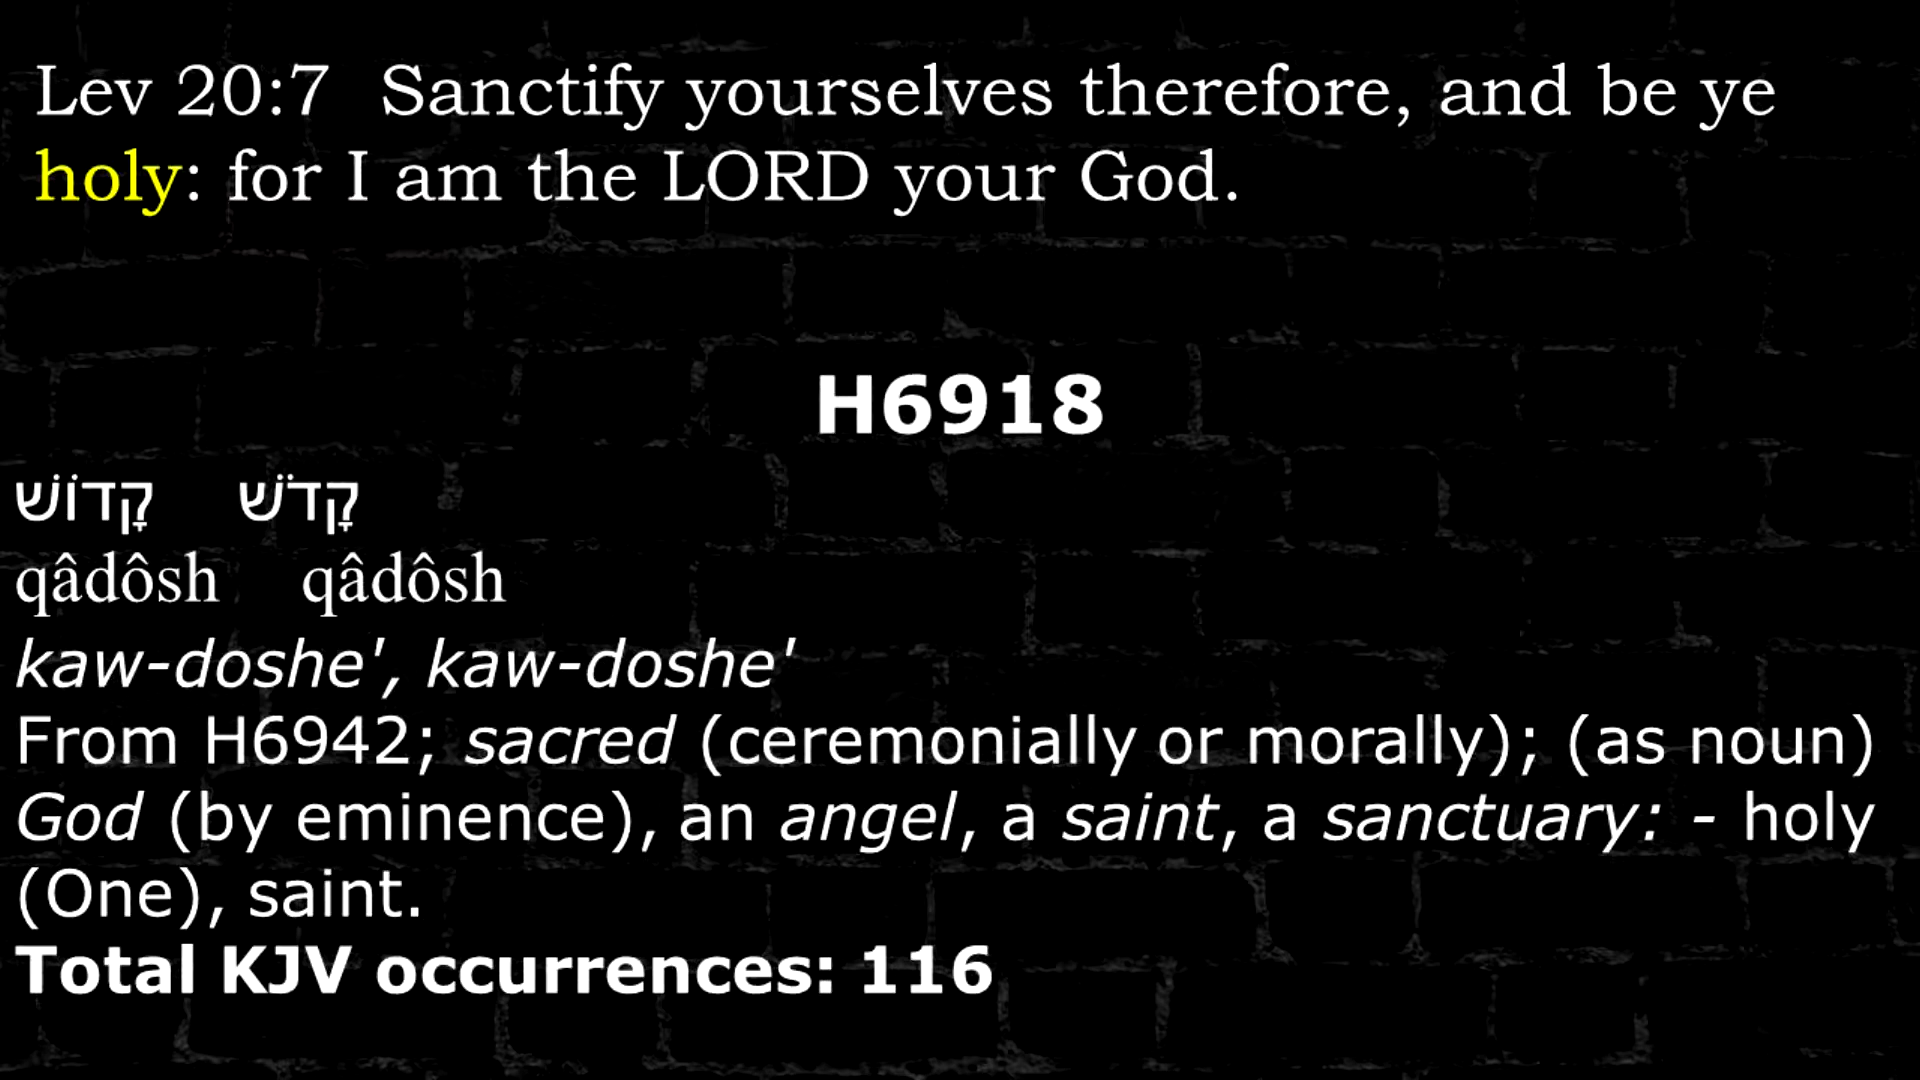 Lev 20:7  Sanctify yourselves therefore, and be ye
holy: for I am the LORD your God.
H6918
קָדוֹשׁ    קָדֹשׁ
qâdôsh    qâdôsh
kaw-doshe', kaw-doshe'
From H6942; sacred (ceremonially or morally); (as noun)
God (by eminence), an angel, a saint, a sanctuary: - holy
(One), saint.
Total KJV occurrences: 116